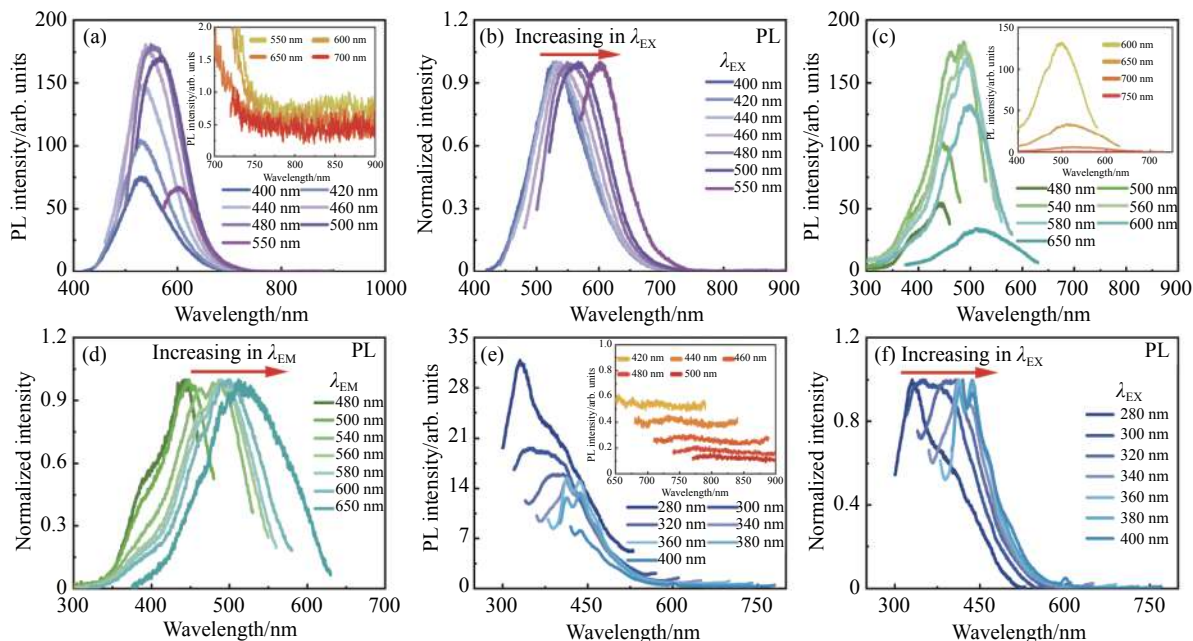 (a)
PL intensity/arb. units
180
150
120
90
60
30
0
400
600
800
1000
Wavelength/nm
400 nm 420 nm
440 nm 460 nm
480 nm 500 nm
550 nm
PL intensity/arb. units
2.0
1.5
1.0
0.5
0
700 750 800 850 900
Wavelength/nm
550 nm 600 nm
650 nm 700 nm
(b) Increasing in λEX PL
Normalized intensity
1.2
0.9
0.6
0.3
0
400 500 600 700 800 900
Wavelength/nm
λEX
400 nm
420 nm
440 nm
460 nm
480 nm
500 nm
550 nm
(c)
PL intensity/arb. units
200
150
100
50
0
300 400 500 600 700 800 900
Wavelength/nm
480 nm 500 nm
540 nm 560 nm
580 nm 600 nm
650 nm
PL intensity/arb. units
150
100
50
0
400 500 600 700
Wavelength/nm
600 nm
650 nm
700 nm
750 nm
(d) Increasing in λEM PL
Normalized intensity
1.2
0.9
0.6
0.3
0
300 400 500 600 700
Wavelength/nm
λEM
480 nm
500 nm
540 nm
560 nm
580 nm
600 nm
650 nm
(e)
PL intensity/arb. units
35
28
21
14
7
0
300 450 600 750
Wavelength/nm
280 nm 300 nm
320 nm 340 nm
360 nm 380 nm
400 nm
PL intensity/arb. units
1.0
0.8
0.6
0.4
0.2
0
650 700 750 800 850 900
Wavelength/nm
420 nm 440 nm 460 nm
480 nm 500 nm
(f) Increasing in λEX PL
Normalized intensity
1.2
0.8
0.4
0
300 450 600 750
Wavelength/nm
λEX
280 nm
300 nm
320 nm
340 nm
360 nm
380 nm
400 nm